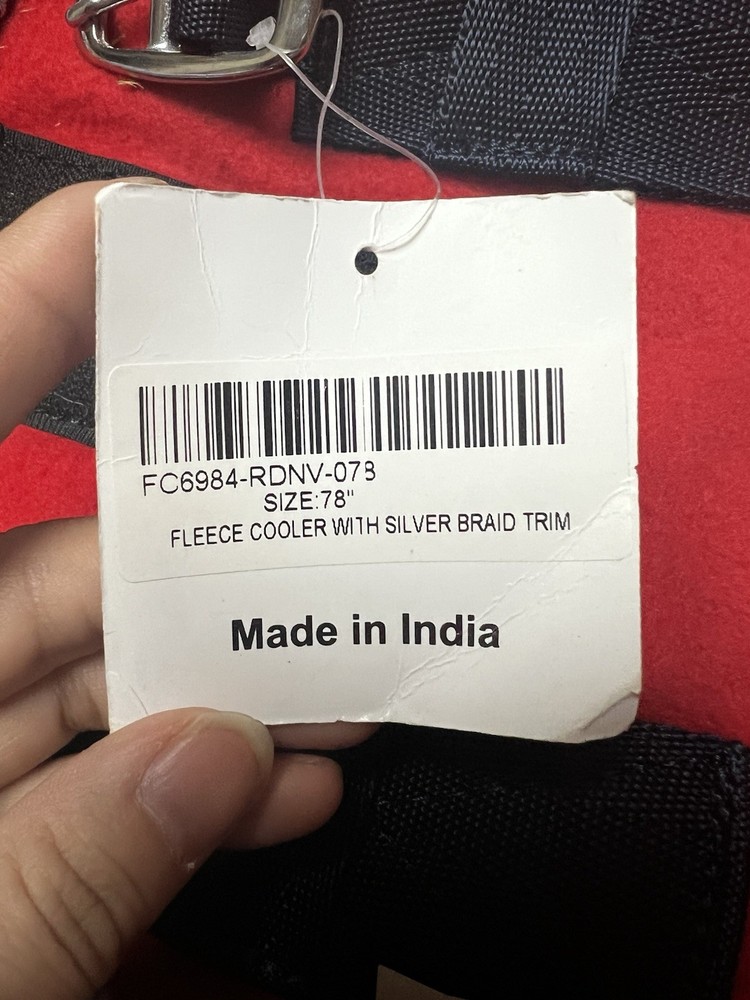 FC6984-RDNV-078
SIZE:78"
FLEECE COOLER WITH SILVER BRAID TRIM
Made in India